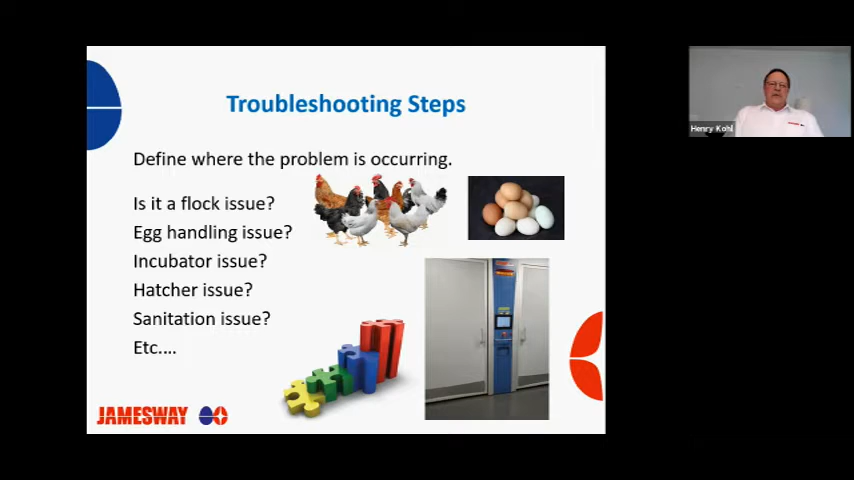 Troubleshooting Steps
Define where the problem is occurring.
Is it a flock issue?
Egg handling issue?
Incubator issue?
Hatcher issue?
Sanitation issue?
Etc....
JAMESWAY
Henry Kohl